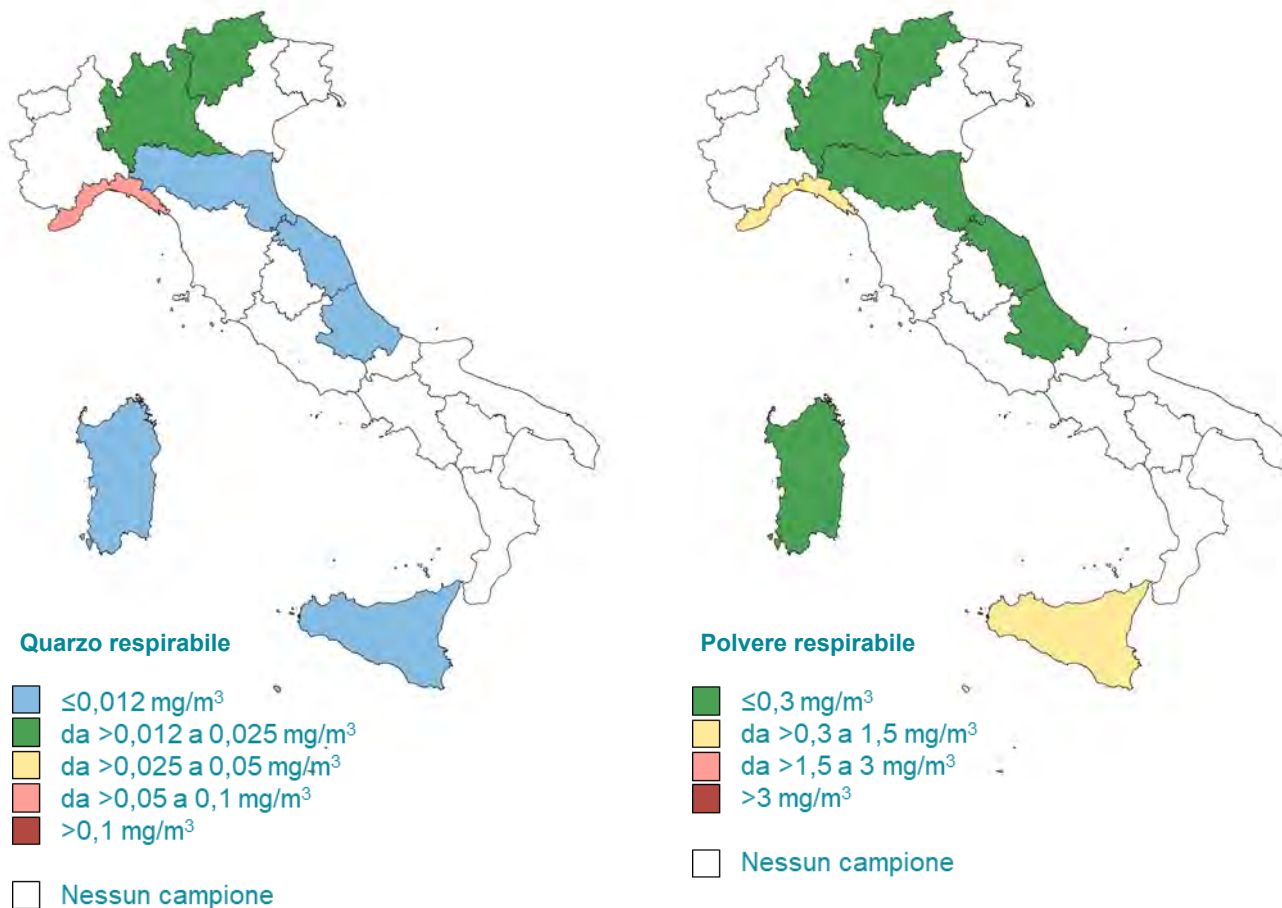 Quarzo respirabile
≤0,012 mg/m³
da >0,012 a 0,025 mg/m³
da >0,025 a 0,05 mg/m³
da >0,05 a 0,1 mg/m³
>0,1 mg/m³
Nessun campione
Polvere respirabile
≤0,3 mg/m³
da >0,3 a 1,5 mg/m³
da >1,5 a 3 mg/m³
>3 mg/m³
Nessun campione